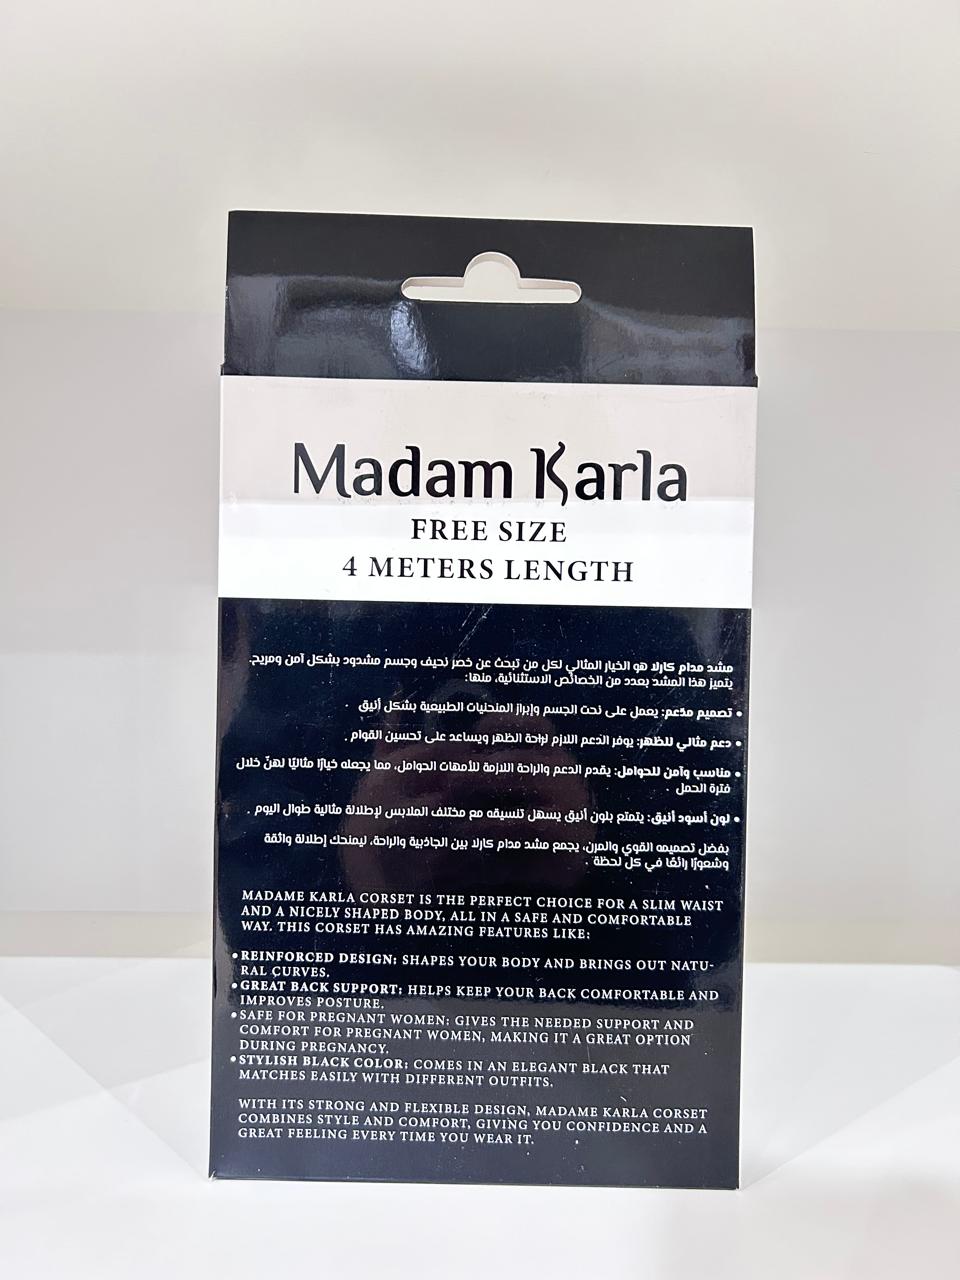 Madam Karla
FREE SIZE
4 METERS LENGTH
مشد مدام كارلا هو الخيار المثالي لكل من تبحث عن خصر نحيف وجسم مشدود بشكل آمن ومريح.
يتميز هذا المشد بعدد من الخصائص الاستثنائية، منها:
• تصميم مدّعم: يعمل على نحت الجسم وإبراز المنحنيات الطبيعية بشكل أنيق .
• دعم مثالي للظهر: يوفر الدعم اللازم لراحة الظهر ويساعد على تحسين القوام .
• مناسب وآمن للحوامل: يقدم الدعم والراحة اللازمة للأمهات الحوامل، مما يجعله خيارًا مثاليًا لهنّ خلال
فترة الحمل .
• لون أسود أنيق: يتمتع بلون أنيق يسهل تنسيقه مع مختلف الملابس لإطلالة مثالية طوال اليوم .
بفضل تصميمه القوي والمرن، يجمع مشد مدام كارلا بين الجاذبية والراحة، ليمنحك إطلالة واثقة
وشعورًا رائعًا في كل لحظة .
MADAME KARLA CORSET IS THE PERFECT CHOICE FOR A SLIM WAIST
AND A NICELY SHAPED BODY, ALL IN A SAFE AND COMFORTABLE
WAY. THIS CORSET HAS AMAZING FEATURES LIKE:
• REINFORCED DESIGN: SHAPES YOUR BODY AND BRINGS OUT NATU-
RAL CURVES.
• GREAT BACK SUPPORT: HELPS KEEP YOUR BACK COMFORTABLE AND
IMPROVES POSTURE.
• SAFE FOR PREGNANT WOMEN: GIVES THE NEEDED SUPPORT AND
COMFORT FOR PREGNANT WOMEN, MAKING IT A GREAT OPTION
DURING PREGNANCY.
• STYLISH BLACK COLOR: COMES IN AN ELEGANT BLACK THAT
MATCHES EASILY WITH DIFFERENT OUTFITS.
WITH ITS STRONG AND FLEXIBLE DESIGN, MADAME KARLA CORSET
COMBINES STYLE AND COMFORT, GIVING YOU CONFIDENCE AND A
GREAT FEELING EVERY TIME YOU WEAR IT.